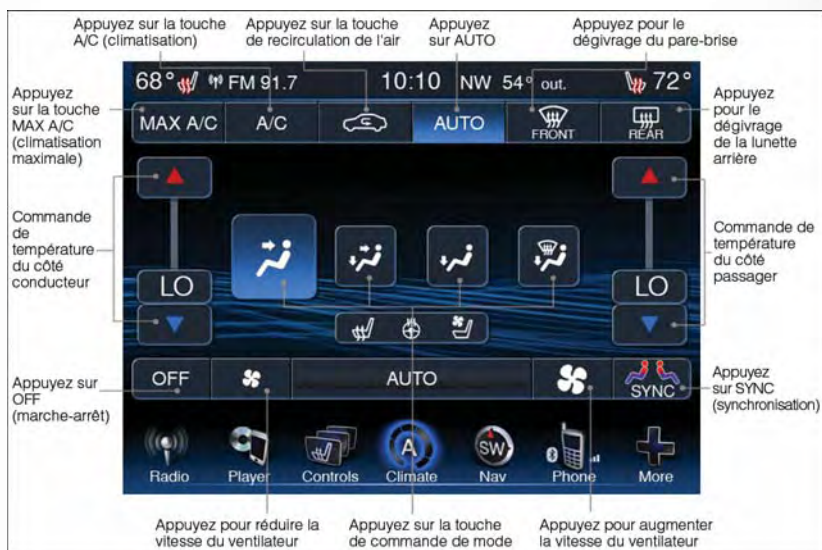 Appuyez sur la touche
A/C (climatisation)
Appuyez sur la touche
de recirculation de l'air
Appuyez
sur AUTO
Appuyez pour le
dégivrage du pare-brise
Appuyez
sur la touche
MAX A/C
(climatisation
maximale)
Appuyez
pour le
dégivrage
de la lunette
arrière
68° FM 91.7 10:10 NW 54° out. 72°
MAX A/C A/C AUTO FRONT REAR
Commande
de
température
du côté
conducteur
Commande de
température
du côté
passager
LO LO
Appuyez sur
OFF
(marche-arrêt)
OFF AUTO SYNC
Appuyez
sur SYNC
(synchronisation)
A SW
Radio Player Controls Climate Nav Phone More
Appuyez pour réduire la
vitesse du ventilateur
Appuyez sur la touche
de commande de mode
Appuyez pour augmenter
la vitesse du ventilateur